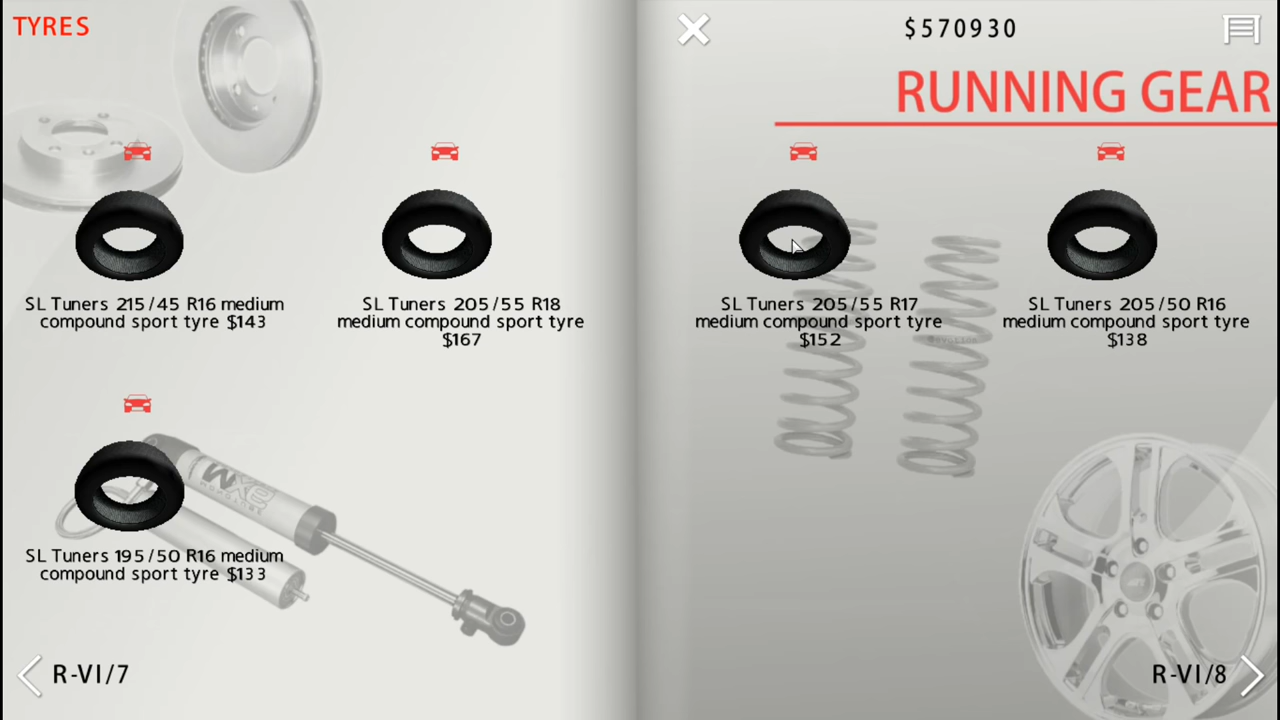 TYRES
$570930
RUNNING GEAR
SL Tuners 215/45 R16 medium
compound sport tyre $143
SL Tuners 205/55 R18
medium compound sport tyre
$167
SL Tuners 205/55 R17
medium compound sport tyre
$152
SL Tuners 205/50 R16
medium compound sport tyre
$138
SL Tuners 195/50 R16 medium
compound sport tyre $133
R-VI/7
R-VI/8